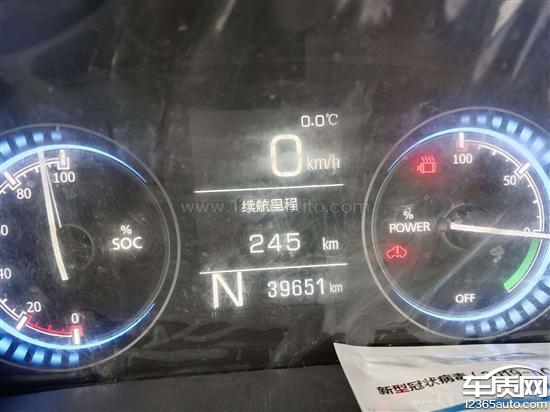 0.0℃
0 km/h
续航里程
245 km
N 39651 km
80 100
60
40
20
0
%
SOC
100
50
0
%
POWER
OFF
新型冠状病毒
车质网
12365auto.com